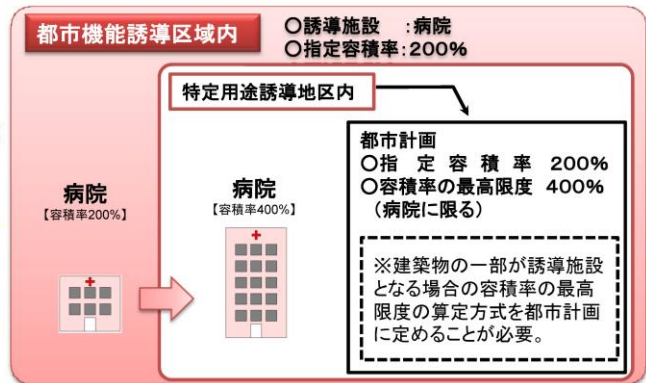 都市機能誘導区域内
○誘導施設　:病院
○指定容積率:200%
特定用途誘導地区内
病院
【容積率200%】
病院
【容積率400%】
都市計画
○指 定 容 積 率　200%
○容積率の最高限度　400%
（病院に限る）
※建築物の一部が誘導施設
となる場合の容積率の最高
限度の算定方式を都市計画
に定めることが必要。